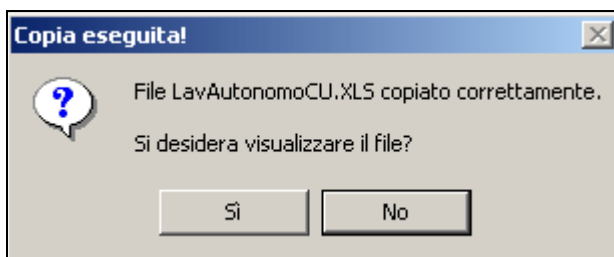 Copia eseguita!
File LavAutonomoCU.XLS copiato correttamente.
Si desidera visualizzare il file?
Sì
No